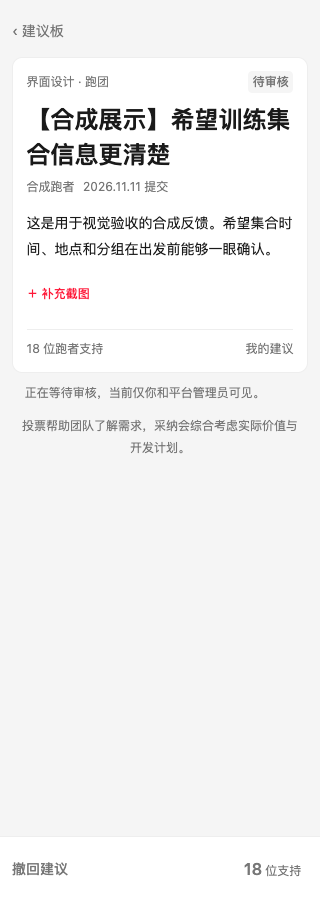 ‹ 建议板
界面设计 · 跑团
待审核
【合成展示】希望训练集
合信息更清楚
合成跑者 2026.11.11 提交
这是用于视觉验收的合成反馈。希望集合时
间、地点和分组在出发前能够一眼确认。
+ 补充截图
18 位跑者支持
我的建议
正在等待审核，当前仅你和平台管理员可见。
投票帮助团队了解需求，采纳会综合考虑实际价值与
开发计划。
撤回建议
18 位支持